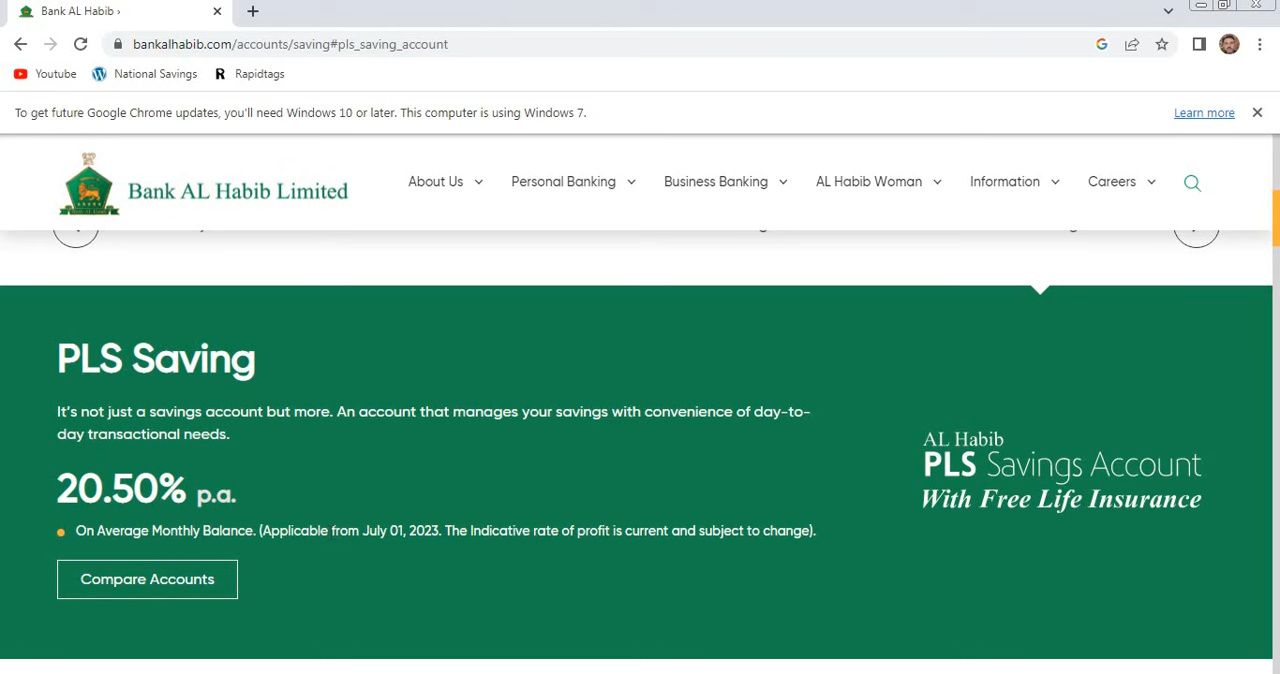 Bank AL Habib ›
bankalhabib.com/accounts/saving#pls_saving_account
Youtube National Savings R Rapidtags
To get future Google Chrome updates, you'll need Windows 10 or later. This computer is using Windows 7. Learn more
Bank AL Habib Limited About Us Personal Banking Business Banking AL Habib Woman Information Careers
PLS Saving
It's not just a savings account but more. An account that manages your savings with convenience of day-to-
day transactional needs.
20.50% p.a.
On Average Monthly Balance. (Applicable from July 01, 2023. The Indicative rate of profit is current and subject to change).
Compare Accounts
AL Habib
PLS Savings Account
With Free Life Insurance